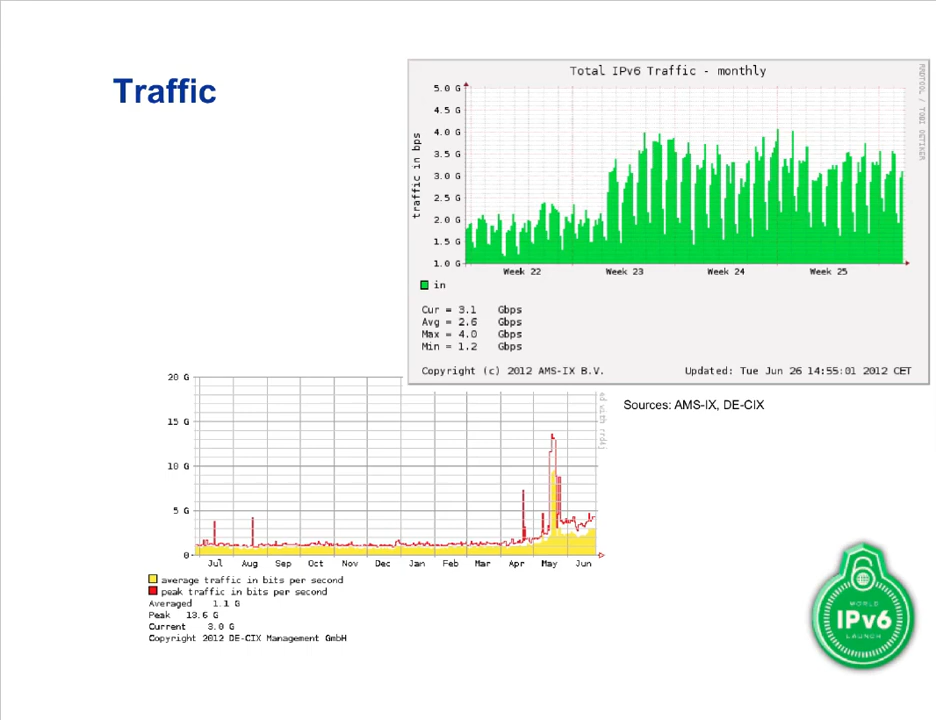 Traffic
Total IPv6 Traffic - monthly
RRDTOOL / TOBI OETIKER
traffic in bps
5.0 G
4.5 G
4.0 G
3.5 G
3.0 G
2.5 G
2.0 G
1.5 G
1.0 G
Week 22 Week 23 Week 24 Week 25
in
Cur = 3.1 Gbps
Avg = 2.6 Gbps
Max = 4.0 Gbps
Min = 1.2 Gbps
Copyright (c) 2012 AMS-IX B.V. Updated: Tue Jun 26 14:55:01 2012 CET
Sources: AMS-IX, DE-CIX
20 G
15 G
10 G
5 G
0
Jul Aug Sep Oct Nov Dec Jan Feb Mar Apr May Jun
average traffic in bits per second
peak traffic in bits per second
Averaged 1.1 G
Peak 13.6 G
Current 3.0 G
Copyright 2012 DE-CIX Management GmbH
WORLD
IPv6
LAUNCH